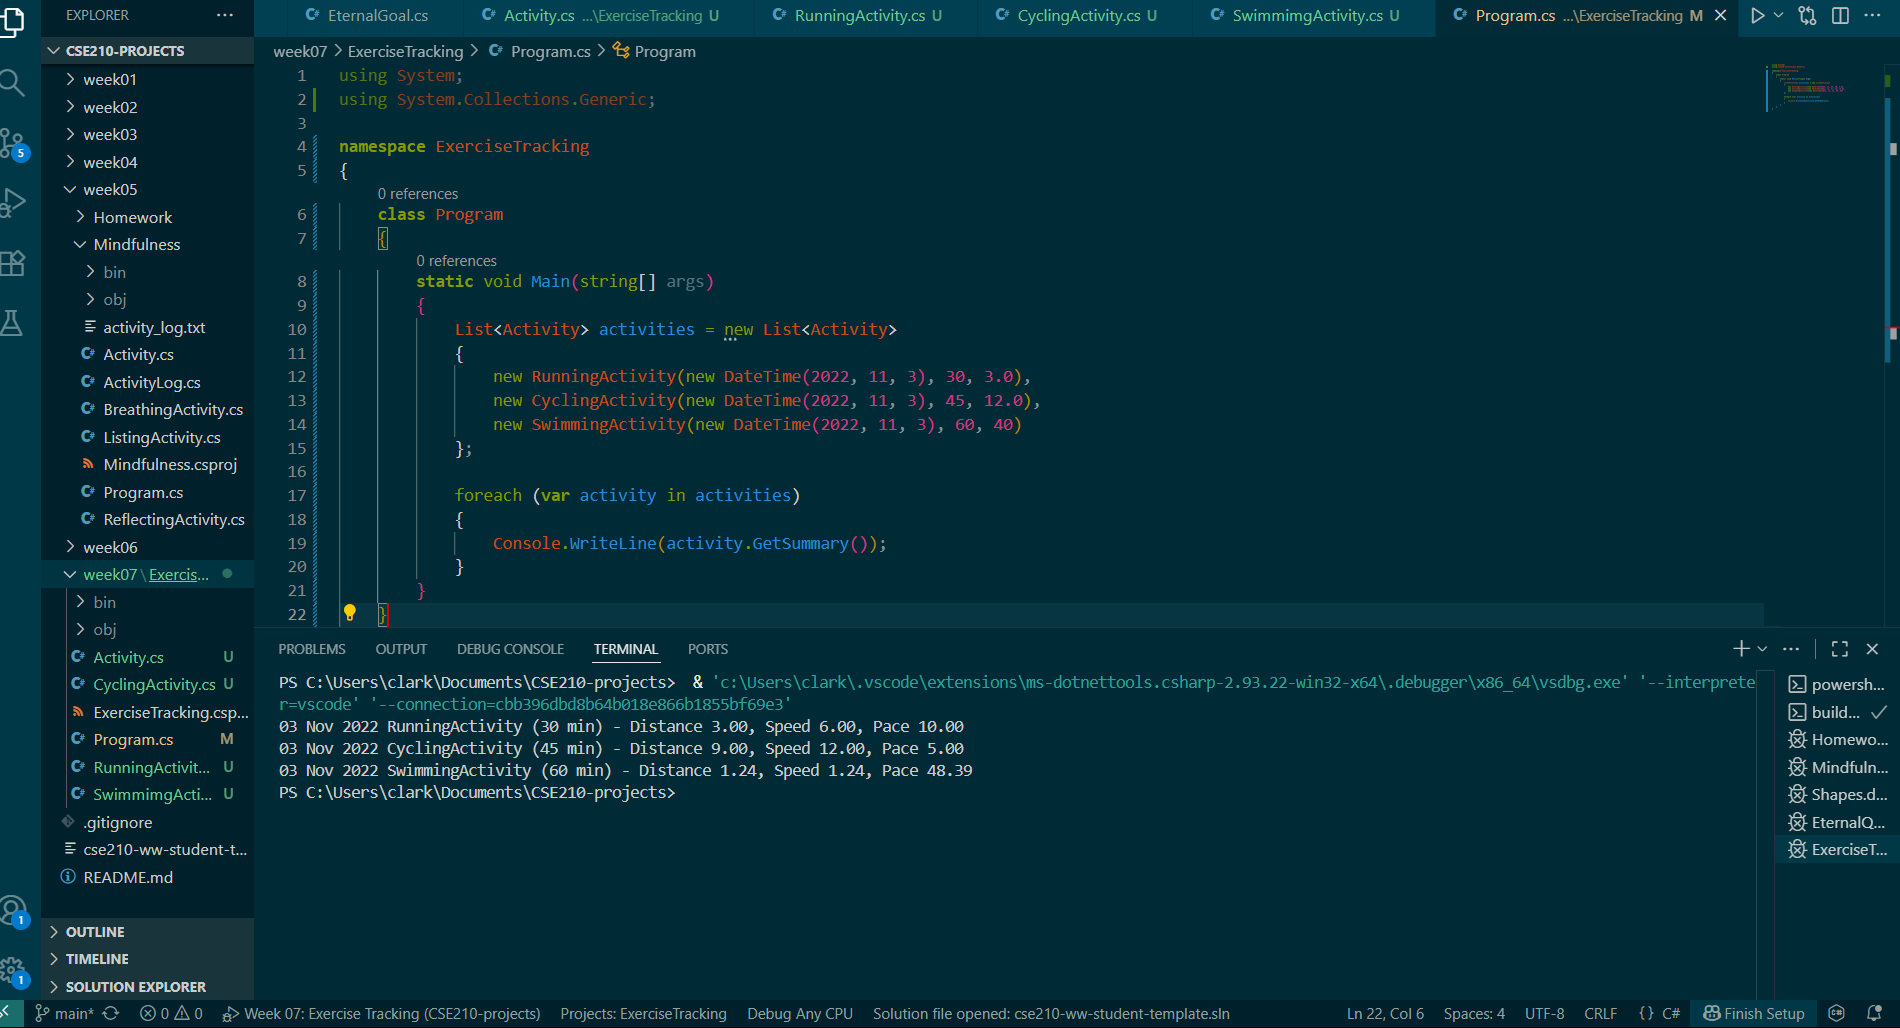 EXPLORER
CSE210-PROJECTS
week01
week02
week03
week04
week05
Homework
Mindfulness
bin
obj
activity_log.txt
Activity.cs
ActivityLog.cs
BreathingActivity.cs
ListingActivity.cs
Mindfulness.csproj
Program.cs
ReflectingActivity.cs
week06
week07\Exercis...
bin
obj
Activity.cs U
CyclingActivity.cs U
ExerciseTracking.csp...
Program.cs M
RunningActivit... U
SwimmimgActi... U
.gitignore
cse210-ww-student-t...
README.md
OUTLINE
TIMELINE
SOLUTION EXPLORER
5
1
1
EternalGoal.cs
Activity.cs ...\ExerciseTracking U
RunningActivity.cs U
CyclingActivity.cs U
SwimmimgActivity.cs U
Program.cs ...\ExerciseTracking M
week07 > ExerciseTracking > Program.cs > Program
1 using System;
2 using System.Collections.Generic;
3
4 namespace ExerciseTracking
5 {
0 references
6 class Program
7 {
0 references
8 static void Main(string[] args)
9 {
10 List<Activity> activities = new List<Activity>
11 {
12 new RunningActivity(new DateTime(2022, 11, 3), 30, 3.0),
13 new CyclingActivity(new DateTime(2022, 11, 3), 45, 12.0),
14 new SwimmingActivity(new DateTime(2022, 11, 3), 60, 40)
15 };
16
17 foreach (var activity in activities)
18 {
19 Console.WriteLine(activity.GetSummary());
20 }
21 }
22 }
PROBLEMS OUTPUT DEBUG CONSOLE TERMINAL PORTS
PS C:\Users\clark\Documents\CSE210-projects> & 'c:\Users\clark\.vscode\extensions\ms-dotnettools.csharp-2.93.22-win32-x64\.debugger\x86_64\vsdbg.exe' '--interprete
r=vscode' '--connection=cbb396dbd8b64b018e866b1855bf69e3'
03 Nov 2022 RunningActivity (30 min) - Distance 3.00, Speed 6.00, Pace 10.00
03 Nov 2022 CyclingActivity (45 min) - Distance 9.00, Speed 12.00, Pace 5.00
03 Nov 2022 SwimmingActivity (60 min) - Distance 1.24, Speed 1.24, Pace 48.39
PS C:\Users\clark\Documents\CSE210-projects>
powersh...
build...
Homewo...
Mindfuln...
Shapes.d...
EternalQ...
ExerciseT...
main* 0 0 Week 07: Exercise Tracking (CSE210-projects) Projects: ExerciseTracking Debug Any CPU Solution file opened: cse210-ww-student-template.sln Ln 22, Col 6 Spaces: 4 UTF-8 CRLF {} C# Finish Setup